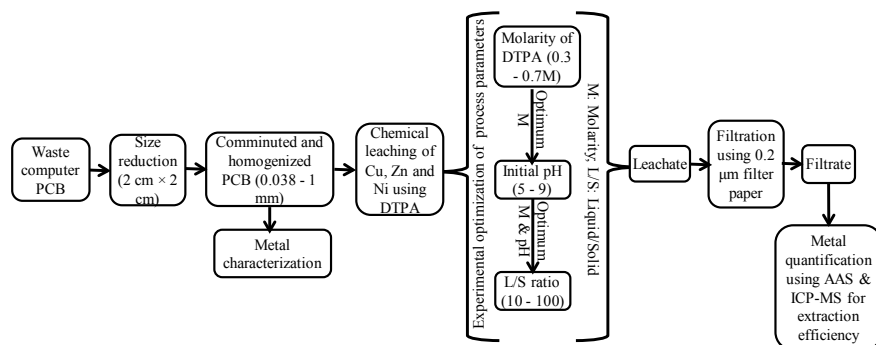 Waste
computer
PCB
Size
reduction
(2 cm × 2
cm)
Comminuted and
homogenized
PCB (0.038 - 1
mm)
Metal
characterization
Chemical
leaching of
Cu, Zn and
Ni using
DTPA
Experimental optimization of process parameters
Molarity of
DTPA (0.3
- 0.7M)
Optimum
M
Initial pH
(5 - 9)
Optimum
M & pH
L/S ratio
(10 - 100)
M: Molarity, L/S: Liquid/Solid
Leachate
Filtration
using 0.2
μm filter
paper
Filtrate
Metal
quantification
using AAS &
ICP-MS for
extraction
efficiency